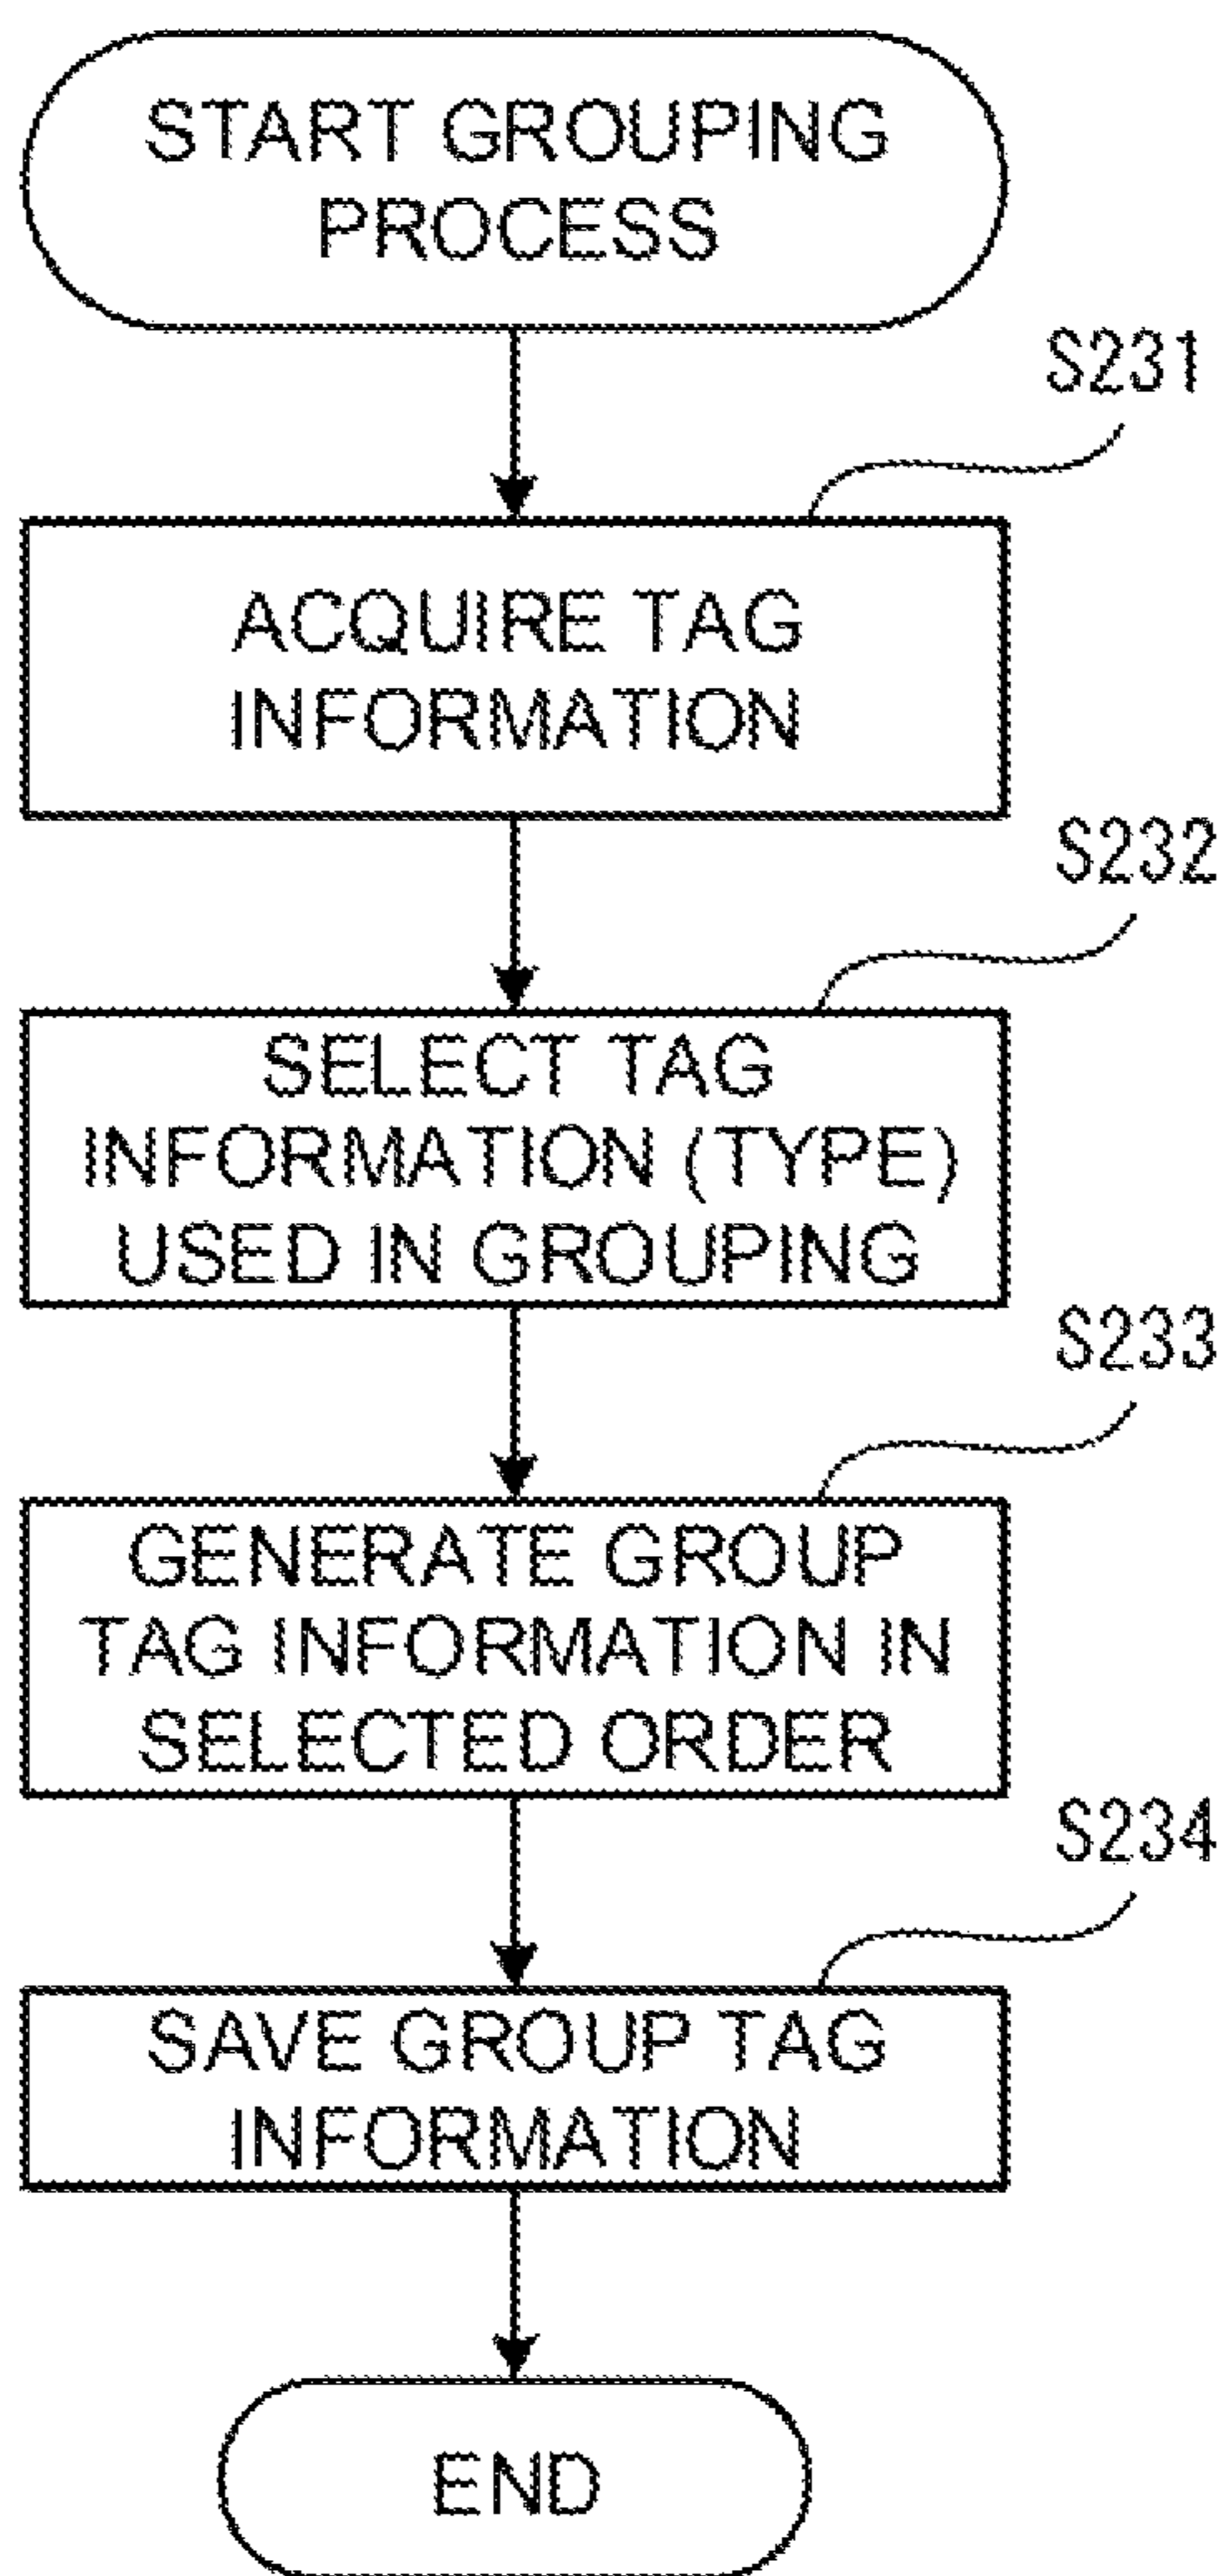 START GROUPING
PROCESS
S231
ACQUIRE TAG
INFORMATION
S232
SELECT TAG
INFORMATION (TYPE)
USED IN GROUPING
S233
GENERATE GROUP
TAG INFORMATION IN
SELECTED ORDER
S234
SAVE GROUP TAG
INFORMATION
END